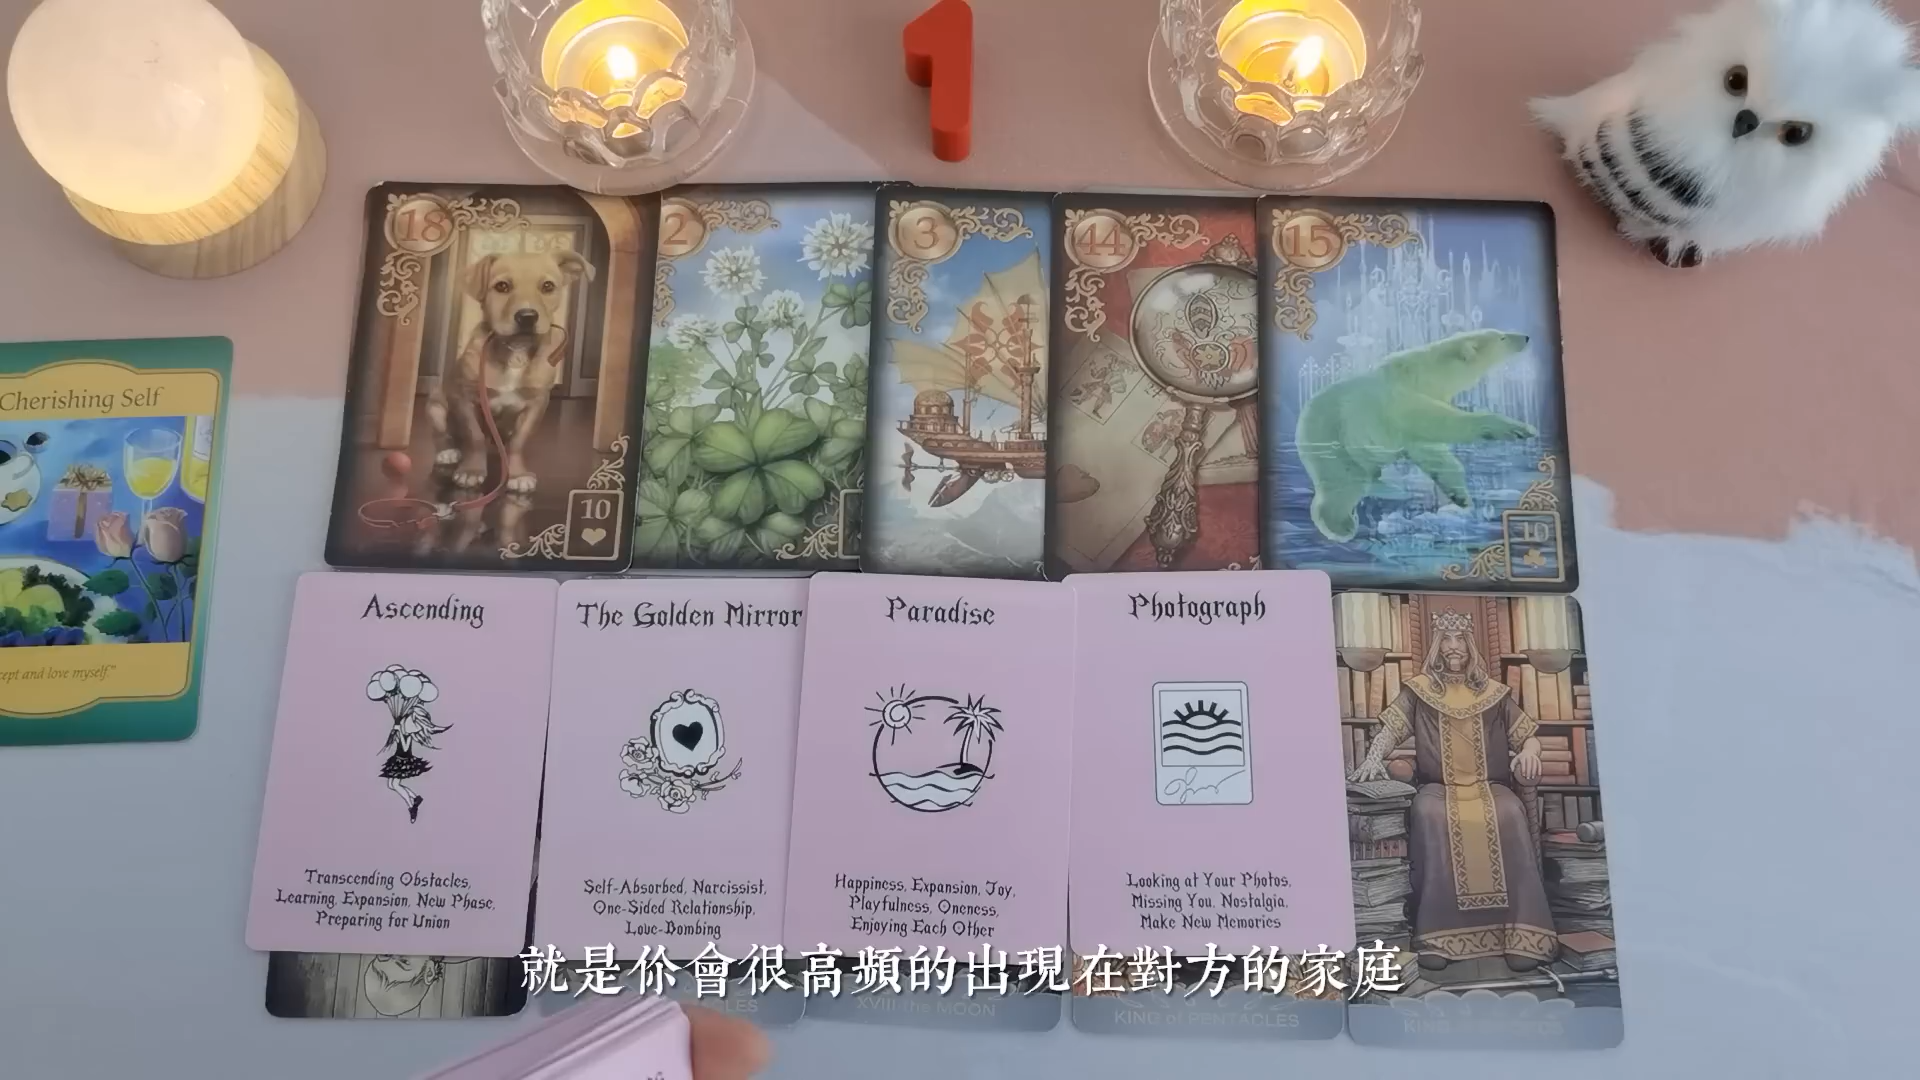 1
18
10
2
3
44
15
10
Cherishing Self
ept and love myself."
Ascending
Transcending Obstacles,
Learning, Expansion, New Phase,
Preparing for Union
The Golden Mirror
Self-Absorbed, Narcissist,
One-Sided Relationship,
Love-Bombing
Paradise
Happiness, Expansion, Joy,
Playfulness, Oneness,
Enjoying Each Other
Photograph
Looking at Your Photos,
Missing You, Nostalgia,
Make New Memories
就是你會很高頻的出現在對方的家庭
XVIII the MOON
KING of PENTACLES